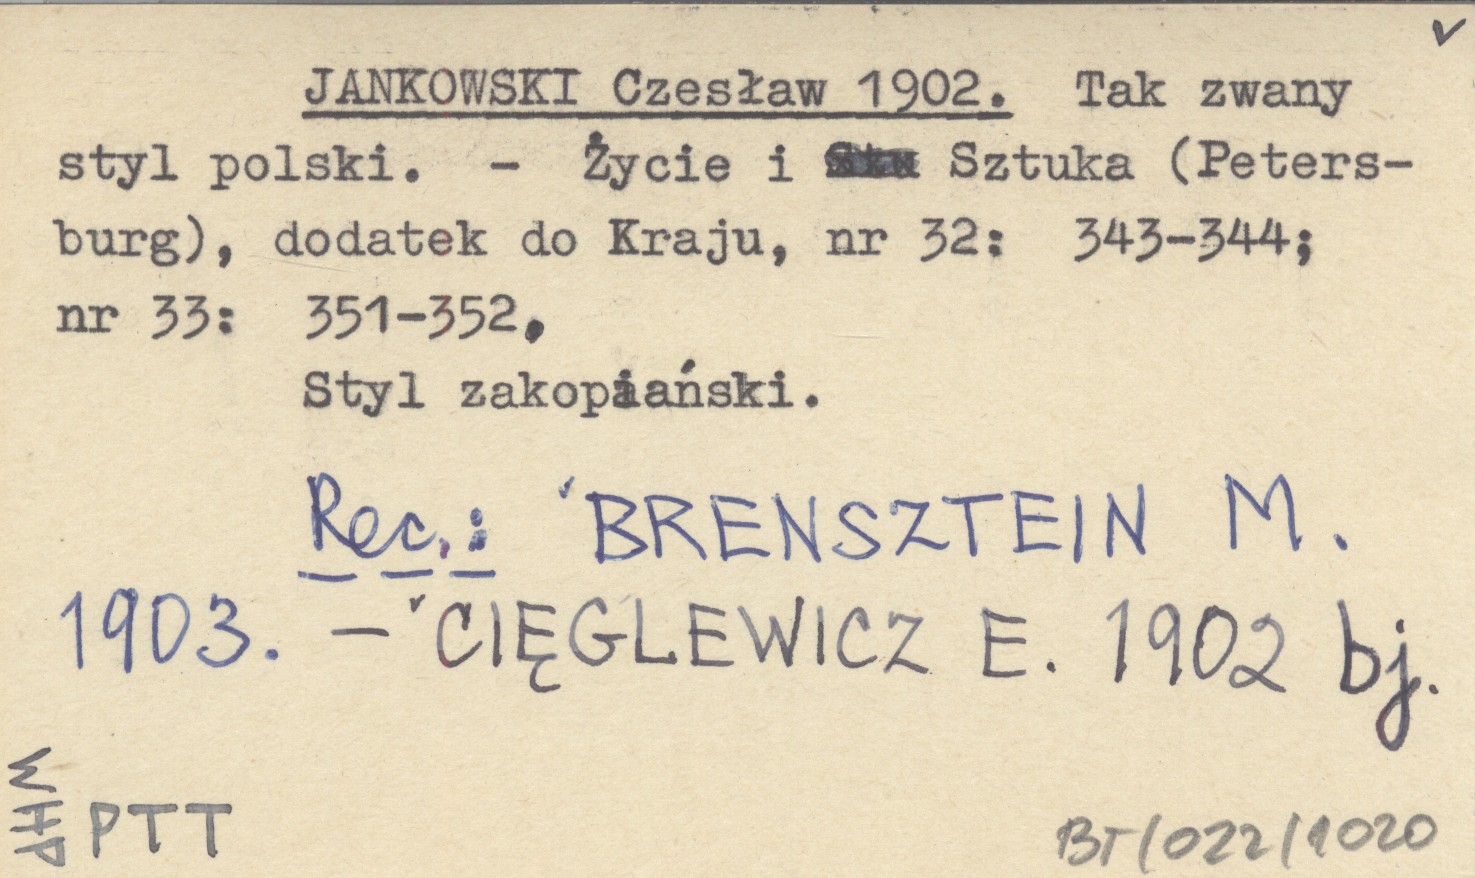 ✓
JANKOWSKI Czesław 1902. Tak zwany
styl polski. - Życie i Sztuka (Peters-
burg), dodatek do Kraju, nr 32: 343-344;
nr 33: 351-352.
Styl zakopiański.
Rec.: BRENSZTEIN M.
1903. - CIĘGLEWICZ E. 1902 bj.
WHP
PTT
BT/022/1020